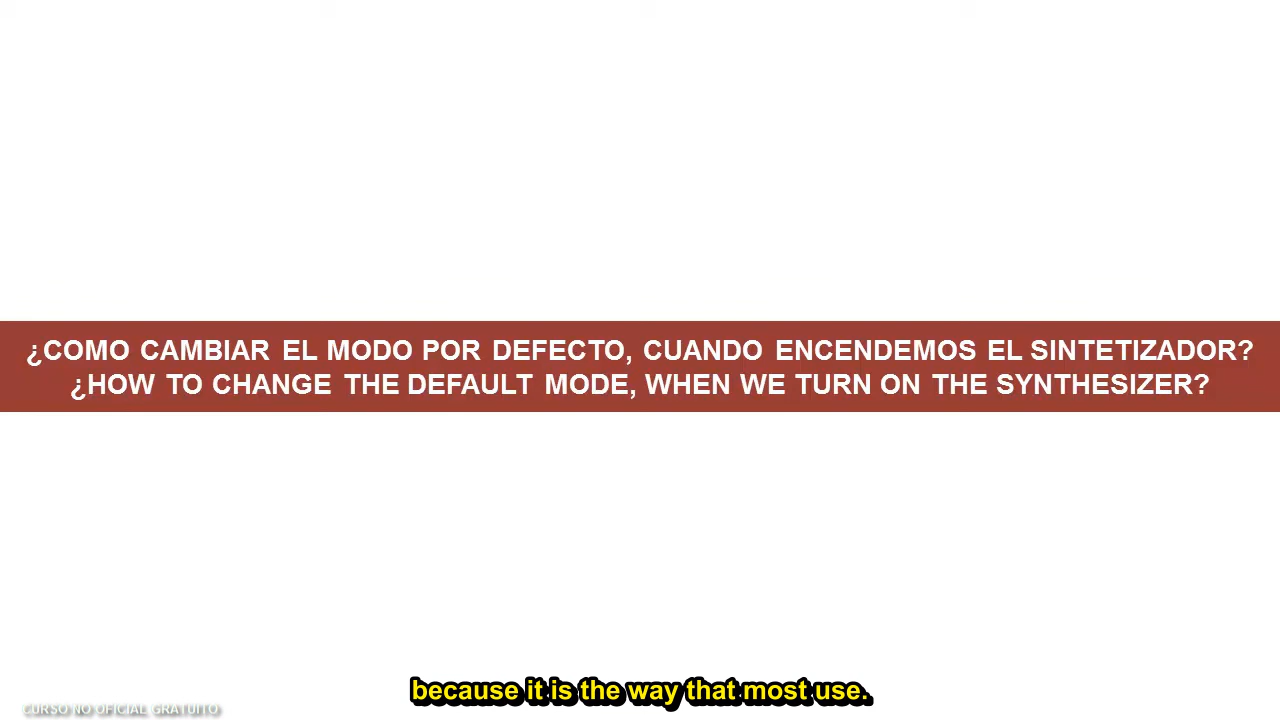 ¿COMO CAMBIAR EL MODO POR DEFECTO, CUANDO ENCENDEMOS EL SINTETIZADOR?
¿HOW TO CHANGE THE DEFAULT MODE, WHEN WE TURN ON THE SYNTHESIZER?
because it is the way that most use.
CURSO NO OFICIAL GRATUITO